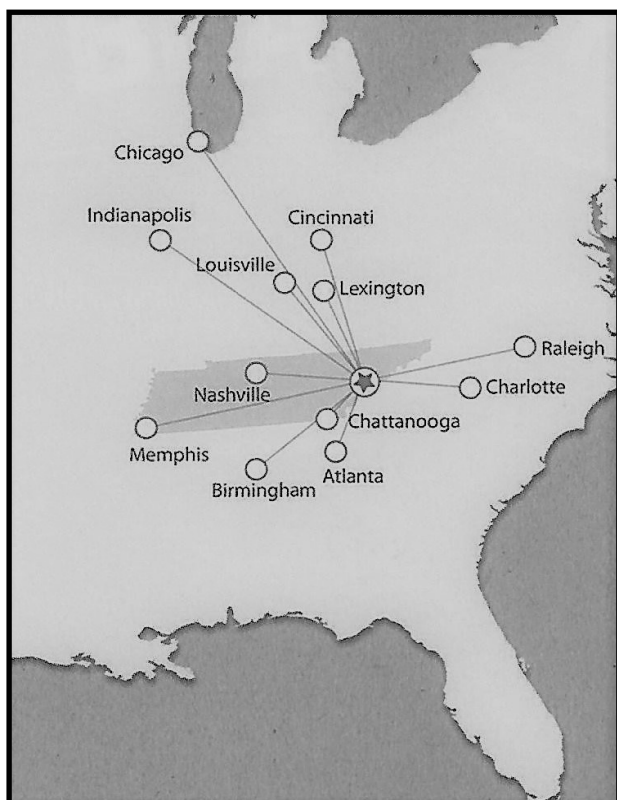 Chicago
Indianapolis
Cincinnati
Louisville
Lexington
Raleigh
Nashville
Charlotte
Chattanooga
Memphis
Atlanta
Birmingham